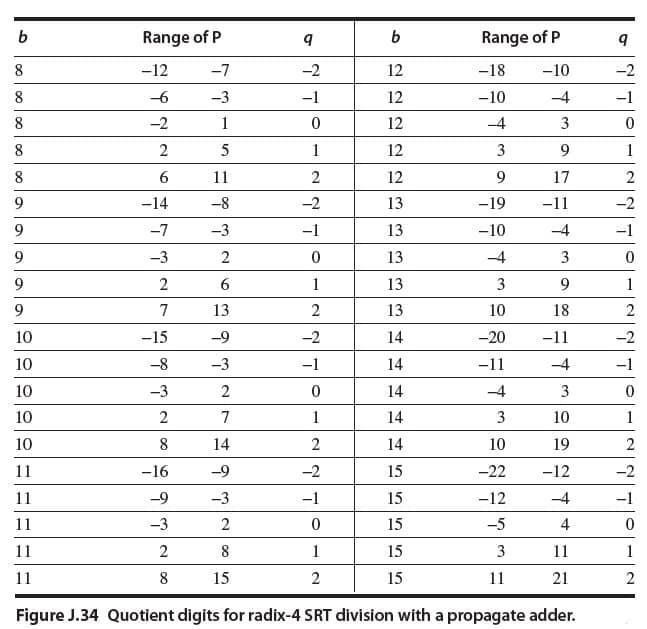 b Range of P q b Range of P q
8 −12 −7 −2 12 −18 −10 −2
8 −6 −3 −1 12 −10 −4 −1
8 −2 1 0 12 −4 3 0
8 2 5 1 12 3 9 1
8 6 11 2 12 9 17 2
9 −14 −8 −2 13 −19 −11 −2
9 −7 −3 −1 13 −10 −4 −1
9 −3 2 0 13 −4 3 0
9 2 6 1 13 3 9 1
9 7 13 2 13 10 18 2
10 −15 −9 −2 14 −20 −11 −2
10 −8 −3 −1 14 −11 −4 −1
10 −3 2 0 14 −4 3 0
10 2 7 1 14 3 10 1
10 8 14 2 14 10 19 2
11 −16 −9 −2 15 −22 −12 −2
11 −9 −3 −1 15 −12 −4 −1
11 −3 2 0 15 −5 4 0
11 2 8 1 15 3 11 1
11 8 15 2 15 11 21 2
Figure J.34 Quotient digits for radix-4 SRT division with a propagate adder.